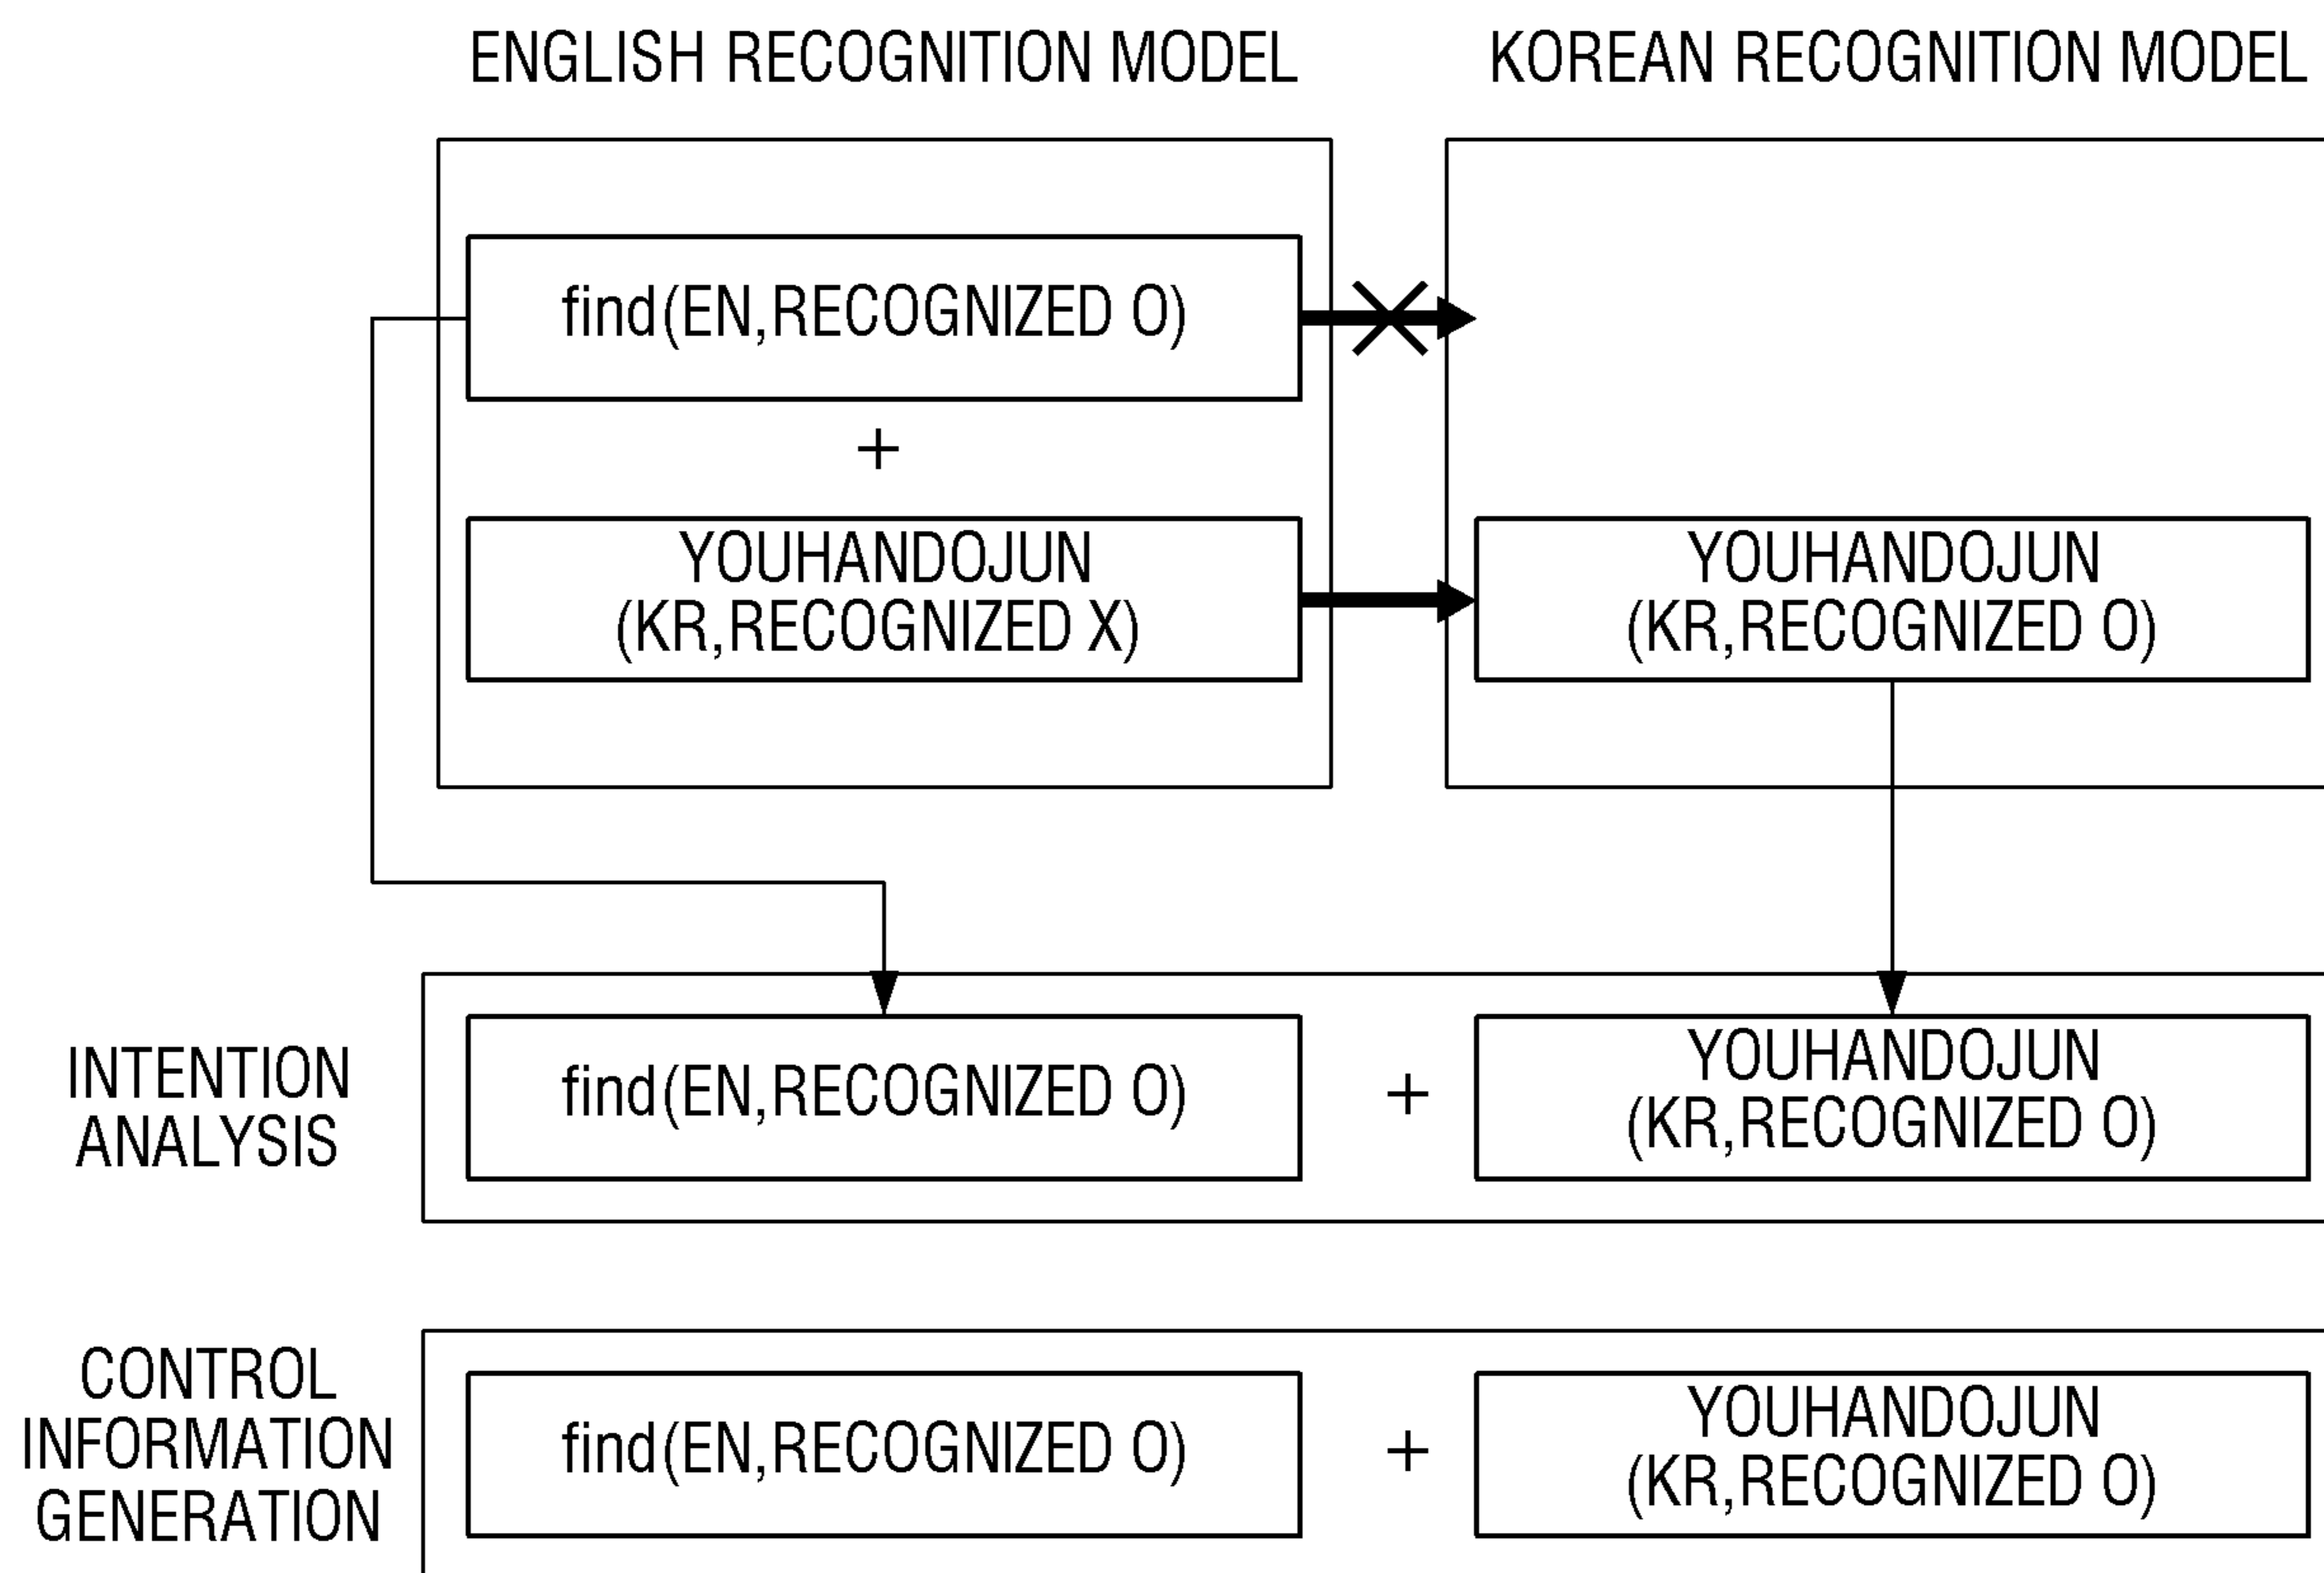 ENGLISH RECOGNITION MODEL
KOREAN RECOGNITION MODEL
find(EN,RECOGNIZED O)
+
YOUHANDOJUN
(KR,RECOGNIZED X)
YOUHANDOJUN
(KR,RECOGNIZED O)
INTENTION
ANALYSIS
find(EN,RECOGNIZED O)
+
YOUHANDOJUN
(KR,RECOGNIZED O)
CONTROL
INFORMATION
GENERATION
find(EN,RECOGNIZED O)
+
YOUHANDOJUN
(KR,RECOGNIZED O)